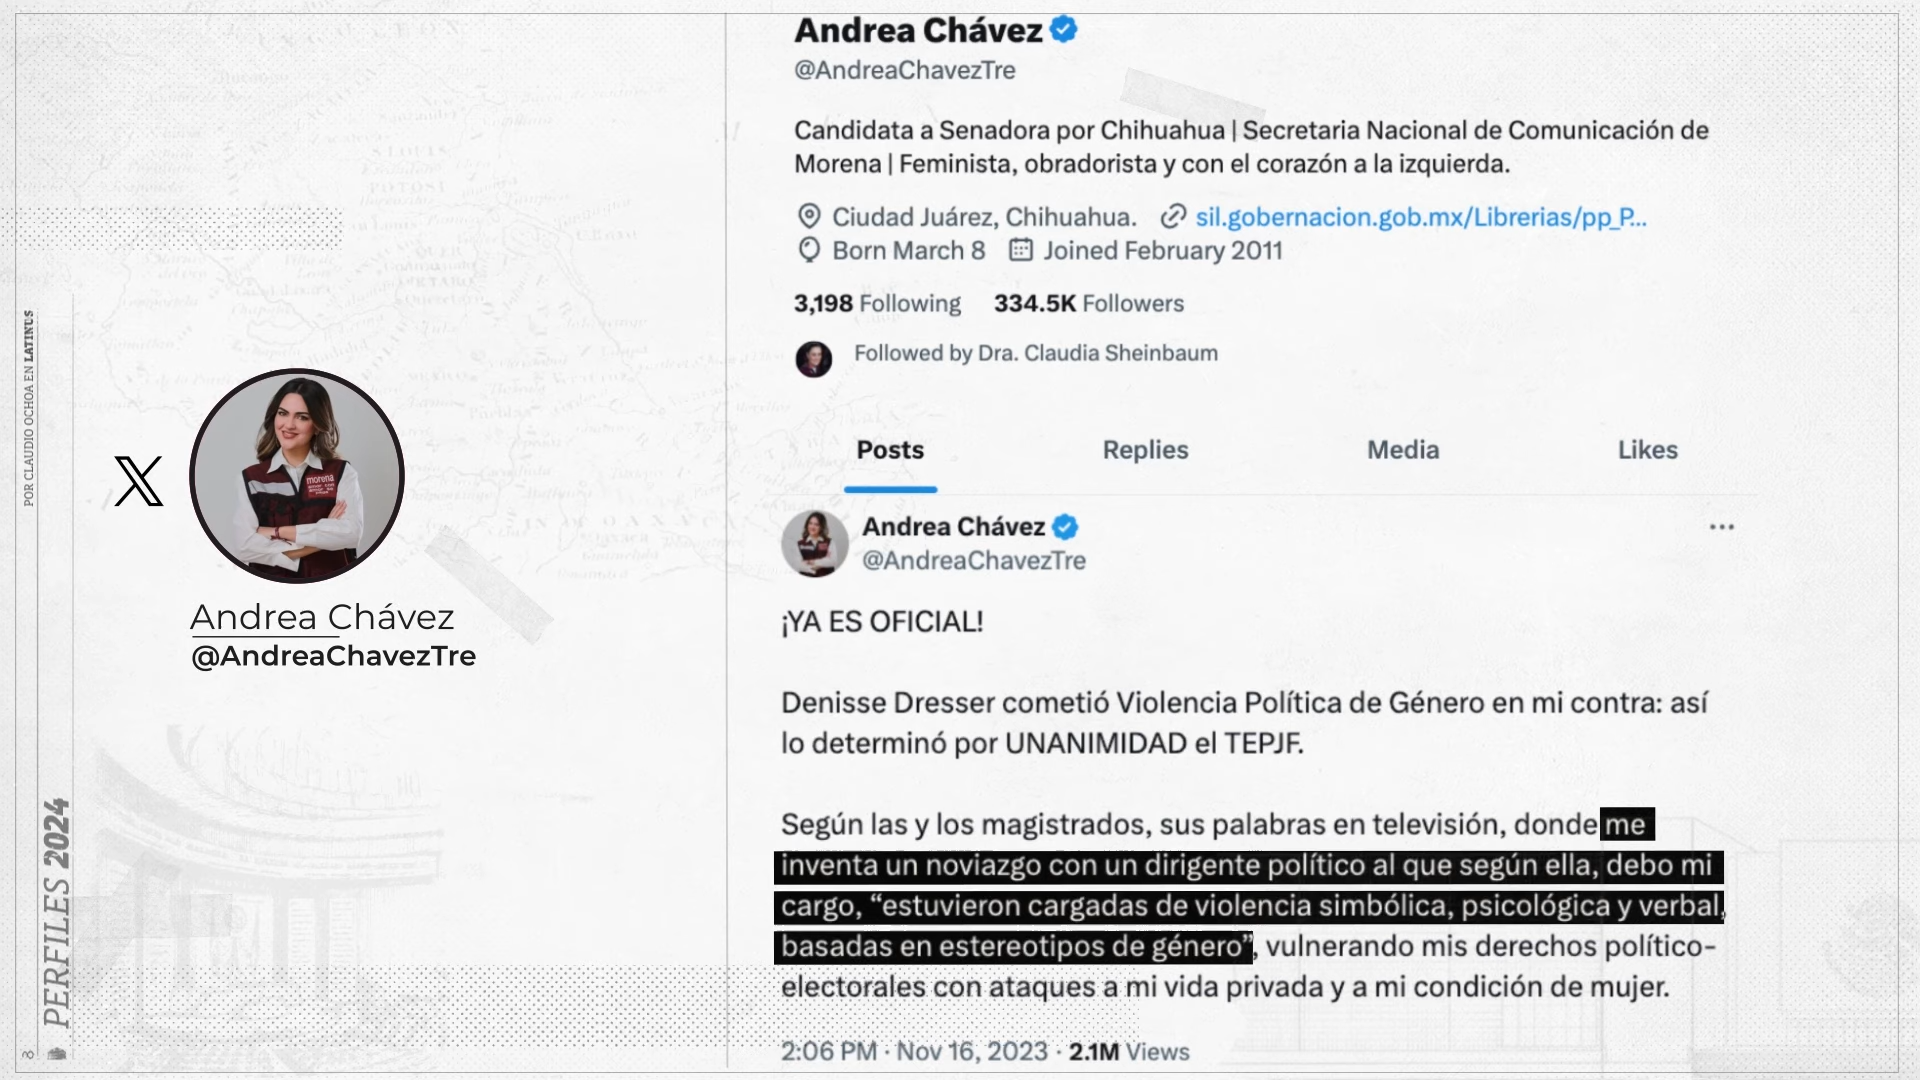 Andrea Chávez
@AndreaChavezTre
Candidata a Senadora por Chihuahua | Secretaria Nacional de Comunicación de
Morena | Feminista, obradorista y con el corazón a la izquierda.
Ciudad Juárez, Chihuahua. sil.gobernacion.gob.mx/Librerias/pp_P...
Born March 8 Joined February 2011
3,198 Following 334.5K Followers
Followed by Dra. Claudia Sheinbaum
Posts Replies Media Likes
Andrea Chávez
@AndreaChavezTre
¡YA ES OFICIAL!
Denisse Dresser cometió Violencia Política de Género en mi contra: así
lo determinó por UNANIMIDAD el TEPJF.
Según las y los magistrados, sus palabras en televisión, donde me
inventa un noviazgo con un dirigente político al que según ella, debo mi
cargo, “estuvieron cargadas de violencia simbólica, psicológica y verbal,
basadas en estereotipos de género”, vulnerando mis derechos político-
electorales con ataques a mi vida privada y a mi condición de mujer.
2:06 PM · Nov 16, 2023 · 2.1M Views
X
morena
Andrea Chávez
@AndreaChavezTre
POR CLAUDIO OCHOA EN LATINUS
PERFILES 2024
8